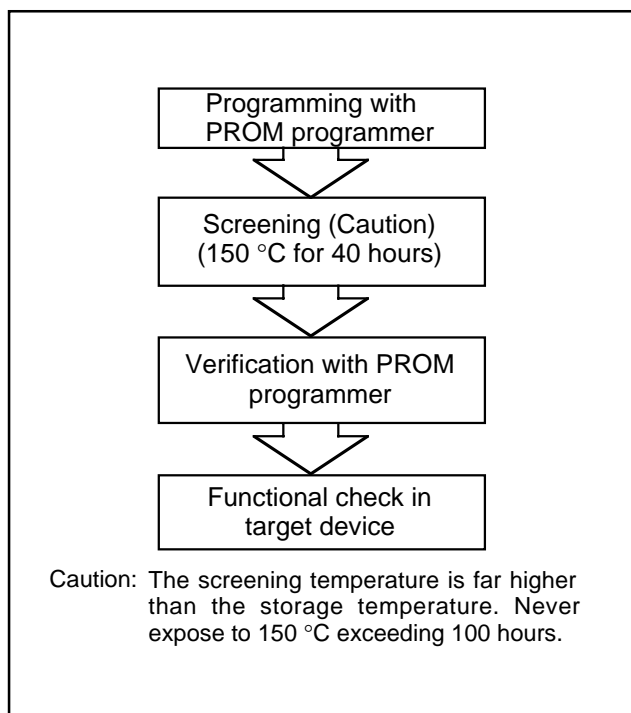 Programming with
PROM programmer
Screening (Caution)
(150 °C for 40 hours)
Verification with PROM
programmer
Functional check in
target device
Caution: The screening temperature is far higher
than the storage temperature. Never
expose to 150 °C exceeding 100 hours.